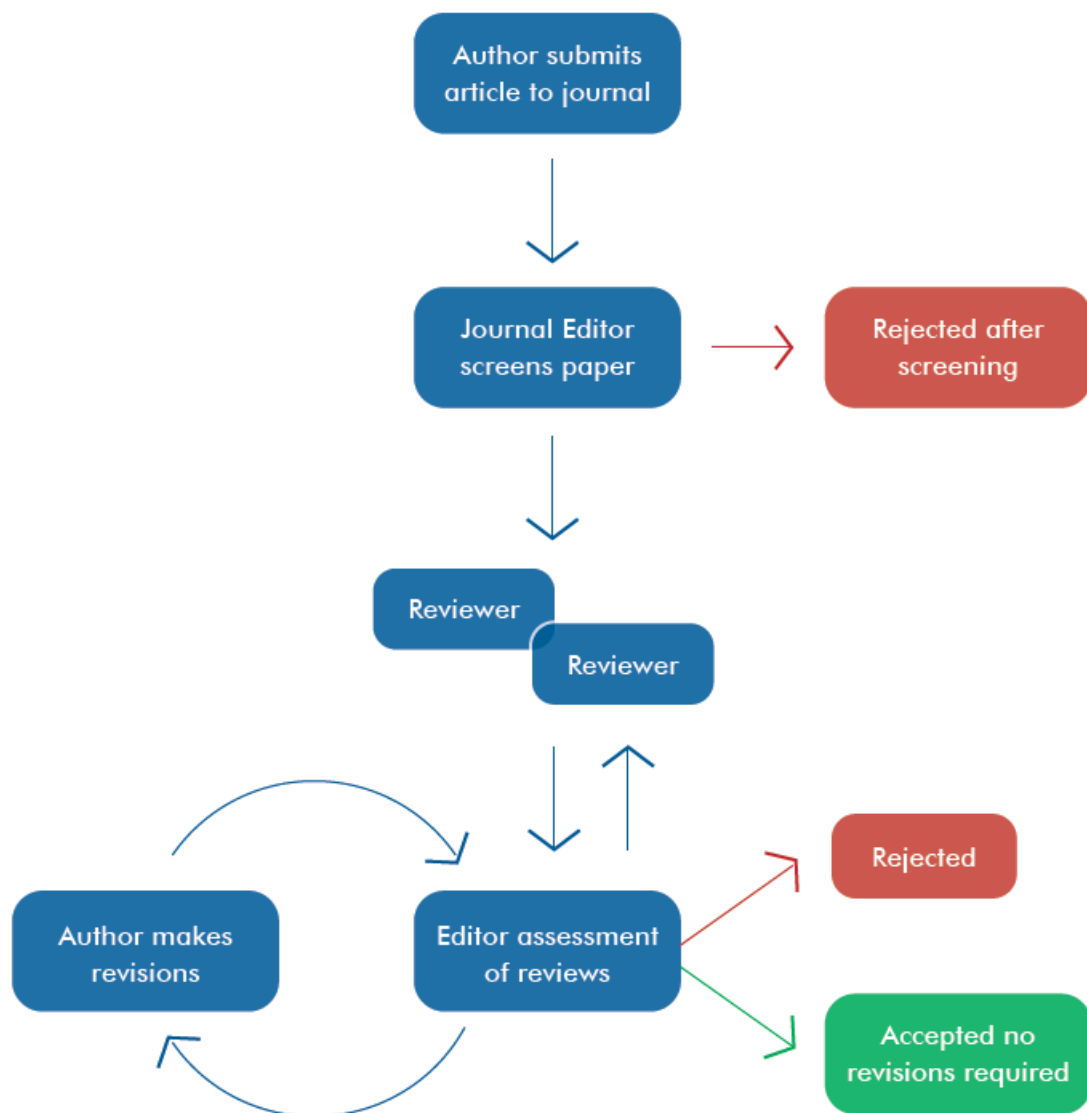 Author submits
article to journal
Journal Editor
screens paper
Rejected after
screening
Reviewer
Reviewer
Rejected
Author makes
revisions
Editor assessment
of reviews
Accepted no
revisions required